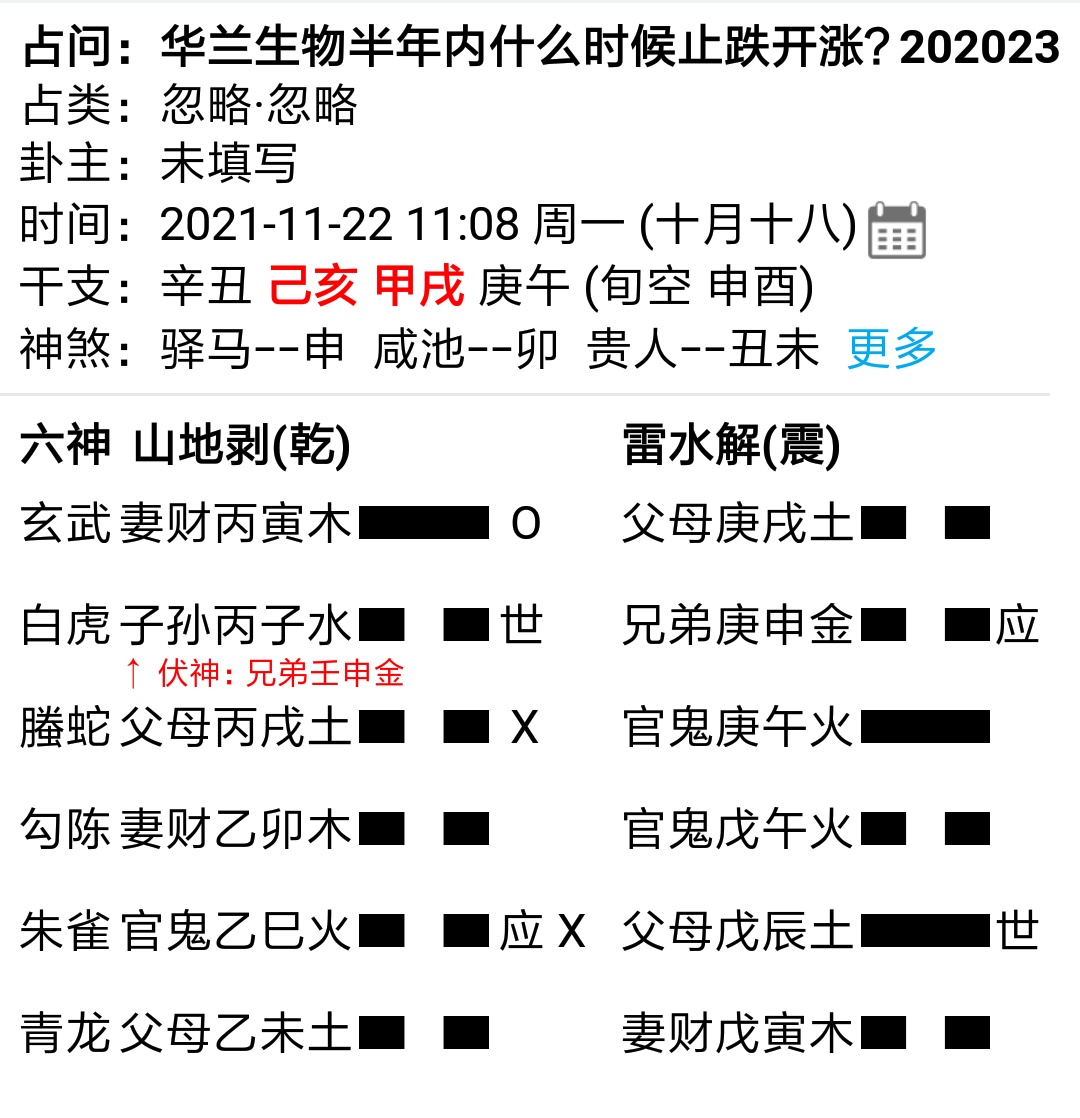 占问：华兰生物半年内什么时候止跌开涨？202023
占类：忽略·忽略
卦主：未填写
时间：2021-11-22 11:08 周一 (十月十八)
干支：辛丑 己亥 甲戌 庚午 (旬空 申酉)
神煞：驿马--申 咸池--卯 贵人--丑未 更多
六神 山地剥(乾) 雷水解(震)
玄武 妻财丙寅木 O 父母庚戌土
白虎 子孙丙子水 世 兄弟庚申金 应
↑ 伏神：兄弟壬申金
螣蛇 父母丙戌土 X 官鬼庚午火
勾陈 妻财乙卯木 官鬼戊午火
朱雀 官鬼乙巳火 应 X 父母戊辰土 世
青龙 父母乙未土 妻财戊寅木